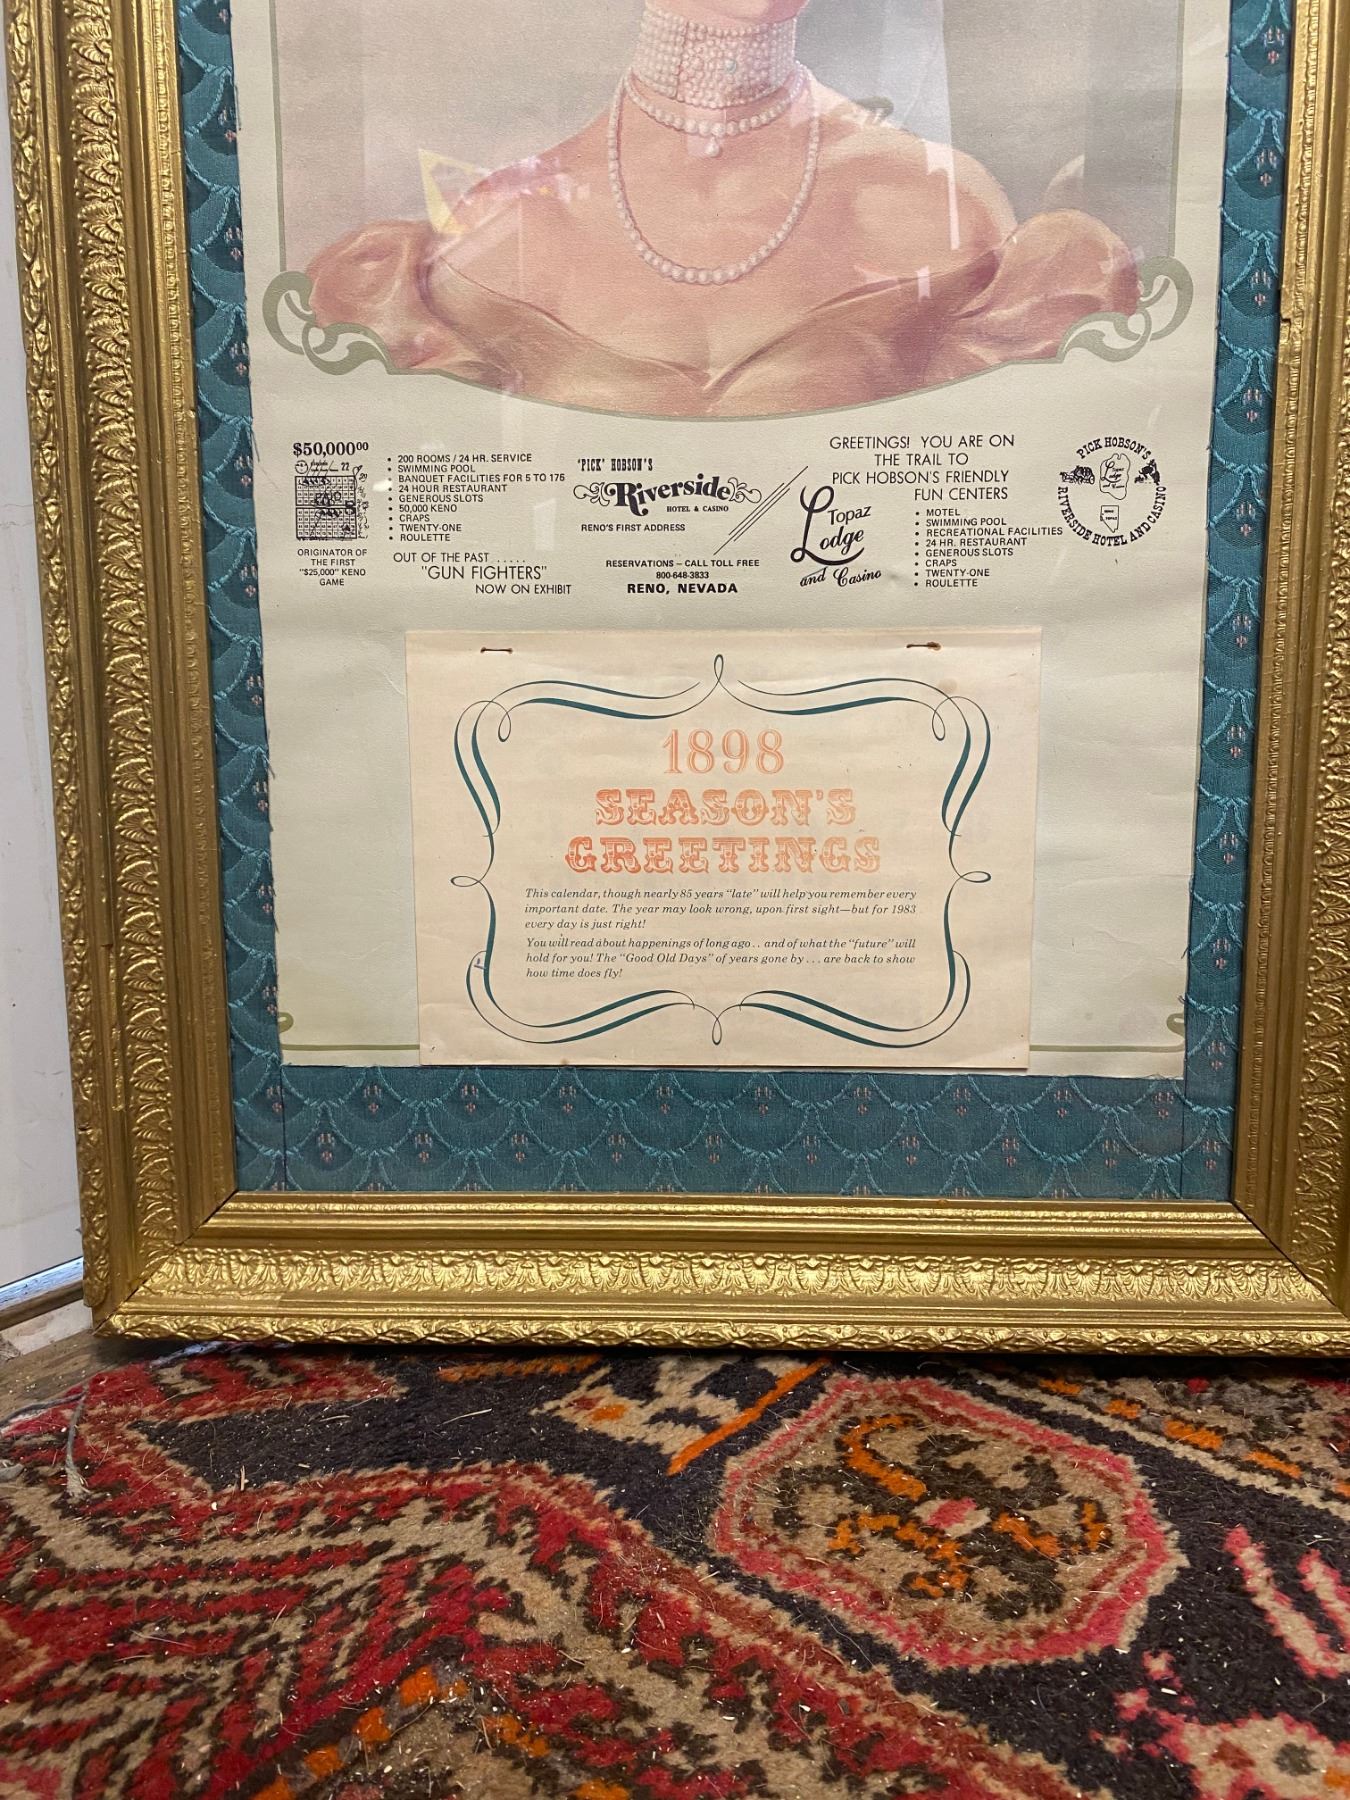 $50,000⁰⁰
22
PAID
ORIGINATOR OF
THE FIRST
"$25,000" KENO
GAME
• 200 ROOMS / 24 HR. SERVICE
• SWIMMING POOL
• BANQUET FACILITIES FOR 5 TO 175
• 24 HOUR RESTAURANT
• GENEROUS SLOTS
• 50,000 KENO
• CRAPS
• TWENTY-ONE
• ROULETTE
OUT OF THE PAST .....
"GUN FIGHTERS"
NOW ON EXHIBIT
'PICK' HOBSON'S
Riverside
HOTEL & CASINO
RENO'S FIRST ADDRESS
RESERVATIONS – CALL TOLL FREE
800-648-3833
RENO, NEVADA
GREETINGS! YOU ARE ON
THE TRAIL TO
PICK HOBSON'S FRIENDLY
FUN CENTERS
Topaz
Lodge
and Casino
• MOTEL
• SWIMMING POOL
• RECREATIONAL FACILITIES
• 24 HR. RESTAURANT
• GENEROUS SLOTS
• CRAPS
• TWENTY-ONE
• ROULETTE
PICK HOBSON'S
Topaz
Lodge
RIVERSIDE HOTEL AND CASINO
1898
SEASON'S
GREETINGS
This calendar, though nearly 85 years "late" will help you remember every
important date. The year may look wrong, upon first sight—but for 1983
every day is just right!
You will read about happenings of long ago . . and of what the "future" will
hold for you! The "Good Old Days" of years gone by . . . are back to show
how time does fly!